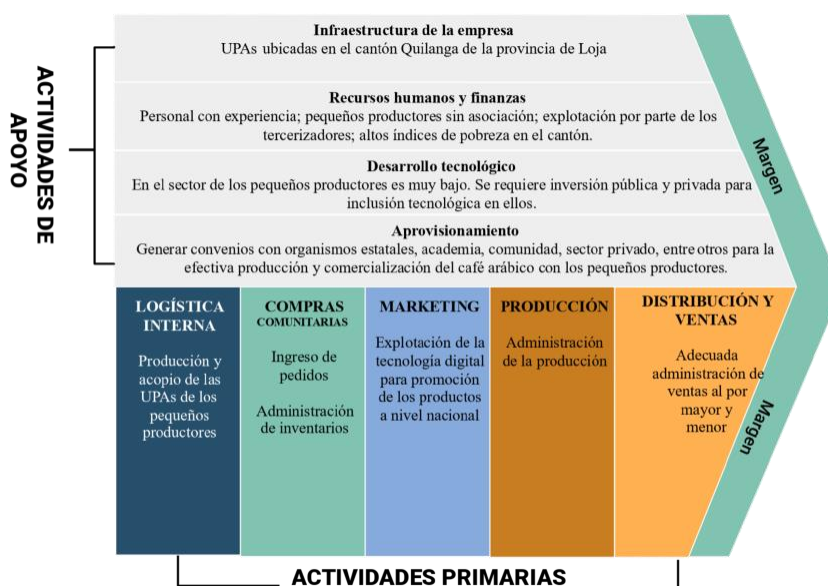 ACTIVIDADES DE
APOYO
Infraestructura de la empresa
UPAs ubicadas en el cantón Quilanga de la provincia de Loja
Recursos humanos y finanzas
Personal con experiencia; pequeños productores sin asociación; explotación por parte de los
tercerizadores; altos índices de pobreza en el cantón.
Desarrollo tecnológico
En el sector de los pequeños productores es muy bajo. Se requiere inversión pública y privada para
inclusión tecnológica en ellos.
Aprovisionamiento
Generar convenios con organismos estatales, academia, comunidad, sector privado, entre otros para la
efectiva producción y comercialización del café arábico con los pequeños productores.
Margen
LOGÍSTICA
INTERNA
Producción y
acopio de las
UPAs de los
pequeños
productores
COMPRAS
COMUNITARIAS
Ingreso de
pedidos
Administración
de inventarios
MARKETING
Explotación de la
tecnología digital
para promoción
de los productos
a nivel nacional
PRODUCCIÓN
Administración
de la producción
DISTRIBUCIÓN Y
VENTAS
Adecuada
administración de
ventas al por
mayor y
menor
Margen
ACTIVIDADES PRIMARIAS